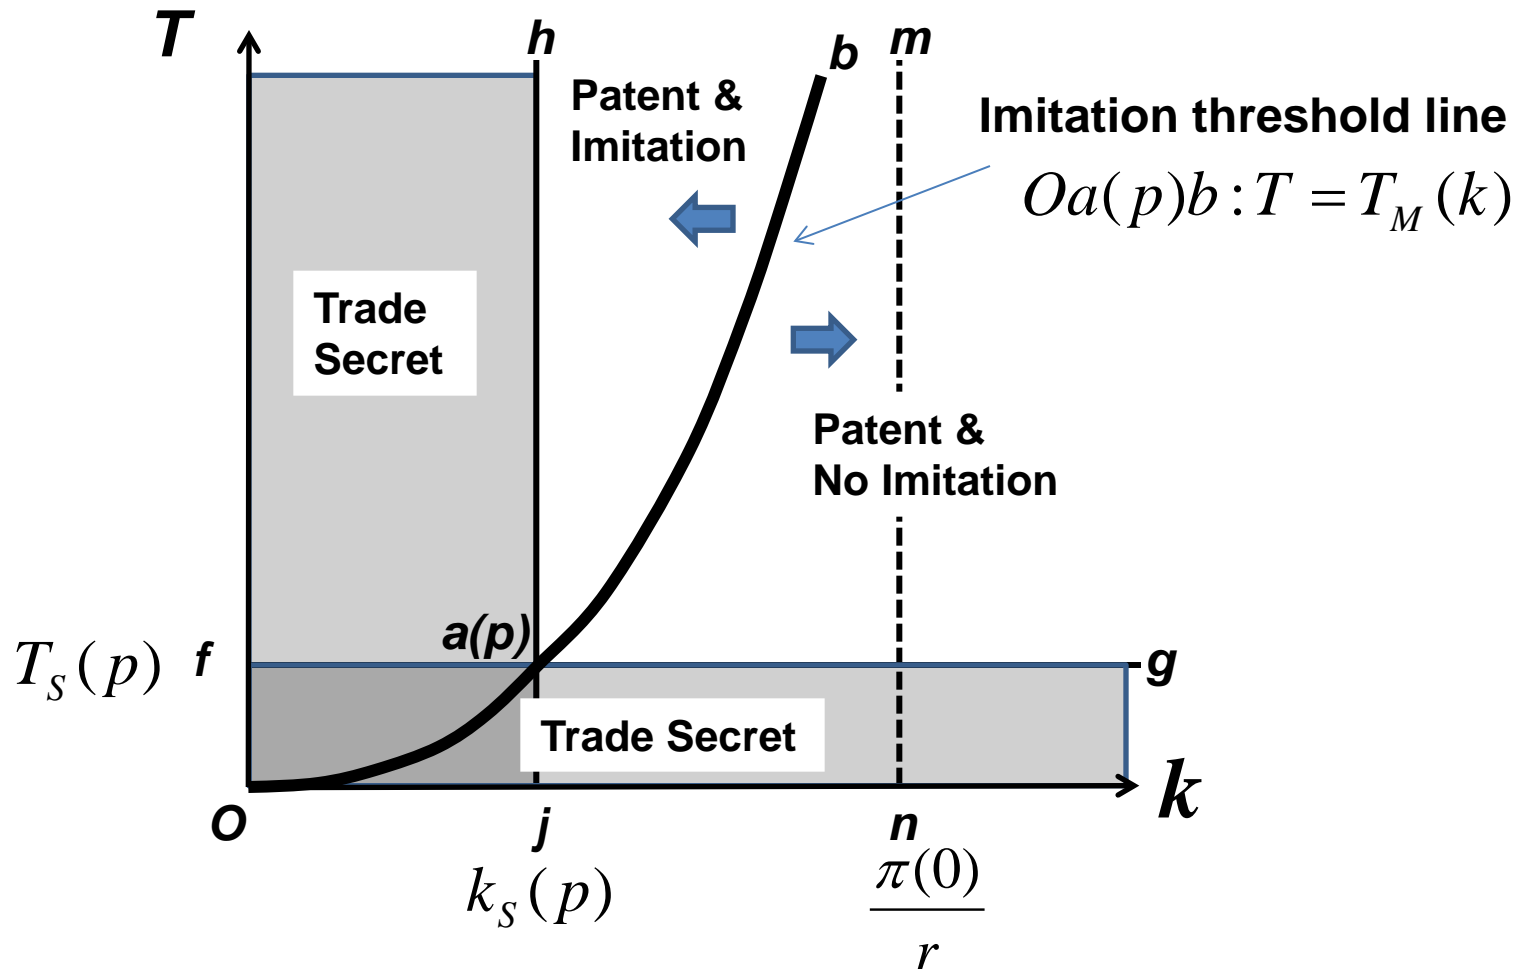 T
h
b
m
Patent &
Imitation
Imitation threshold line
Oa(p)b : T = T_M (k)
Trade
Secret
Patent &
No Imitation
a(p)
T_S (p)
f
g
Trade Secret
k
O
j
n
k_S (p)
π(0)
r